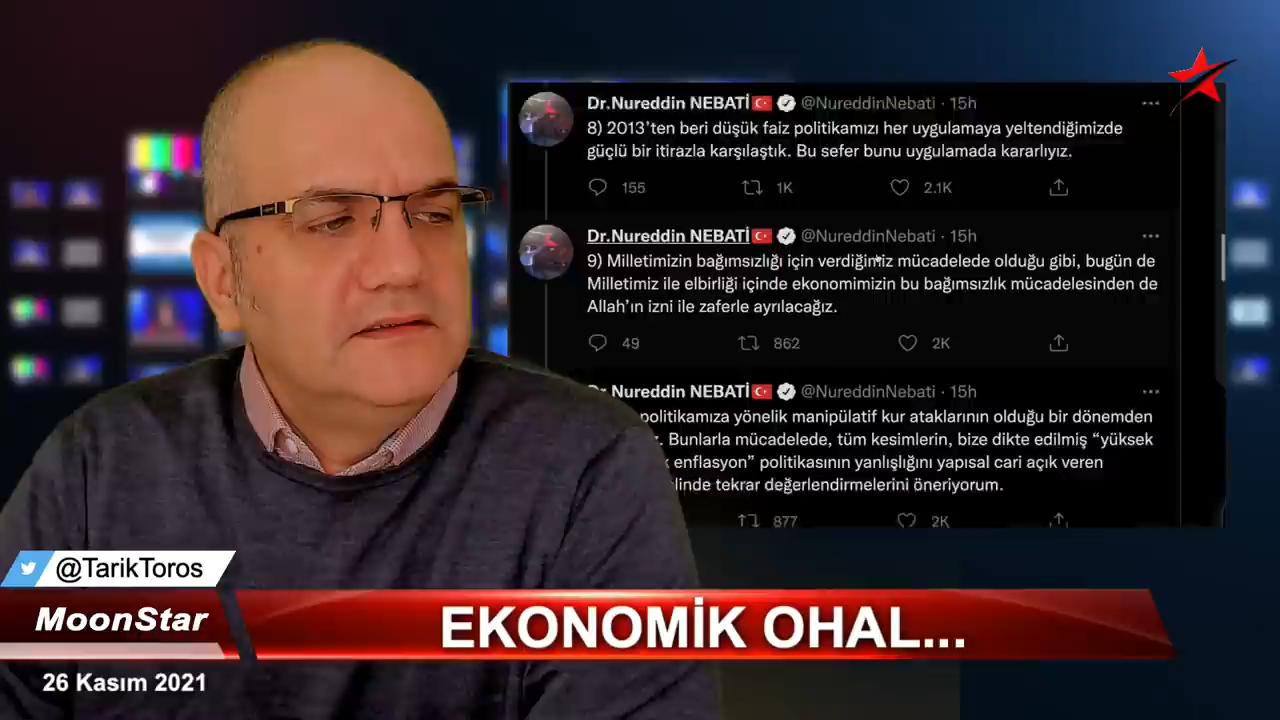 Dr.Nureddin NEBATİ @NureddinNebati · 15h
8) 2013'ten beri düşük faiz politikamızı her uygulamaya yeltendiğimizde
güçlü bir itirazla karşılaştık. Bu sefer bunu uygulamada kararlıyız.
155 1K 2.1K
Dr.Nureddin NEBATİ @NureddinNebati · 15h
9) Milletimizin bağımsızlığı için verdiğimiz mücadelede olduğu gibi, bugün de
Milletimiz ile elbirliği içinde ekonomimizin bu bağımsızlık mücadelesinden de
Allah'ın izni ile zaferle ayrılacağız.
49 862 2K
Dr.Nureddin NEBATİ @NureddinNebati · 15h
politikamıza yönelik manipülatif kur ataklarının olduğu bir dönemden
. Bunlarla mücadelede, tüm kesimlerin, bize dikte edilmiş “yüksek
enflasyon” politikasının yanlışlığını yapısal cari açık veren
tekrar değerlendirmelerini öneriyorum.
877 2K
@TarikToros
MoonStar
EKONOMİK OHAL...
26 Kasım 2021